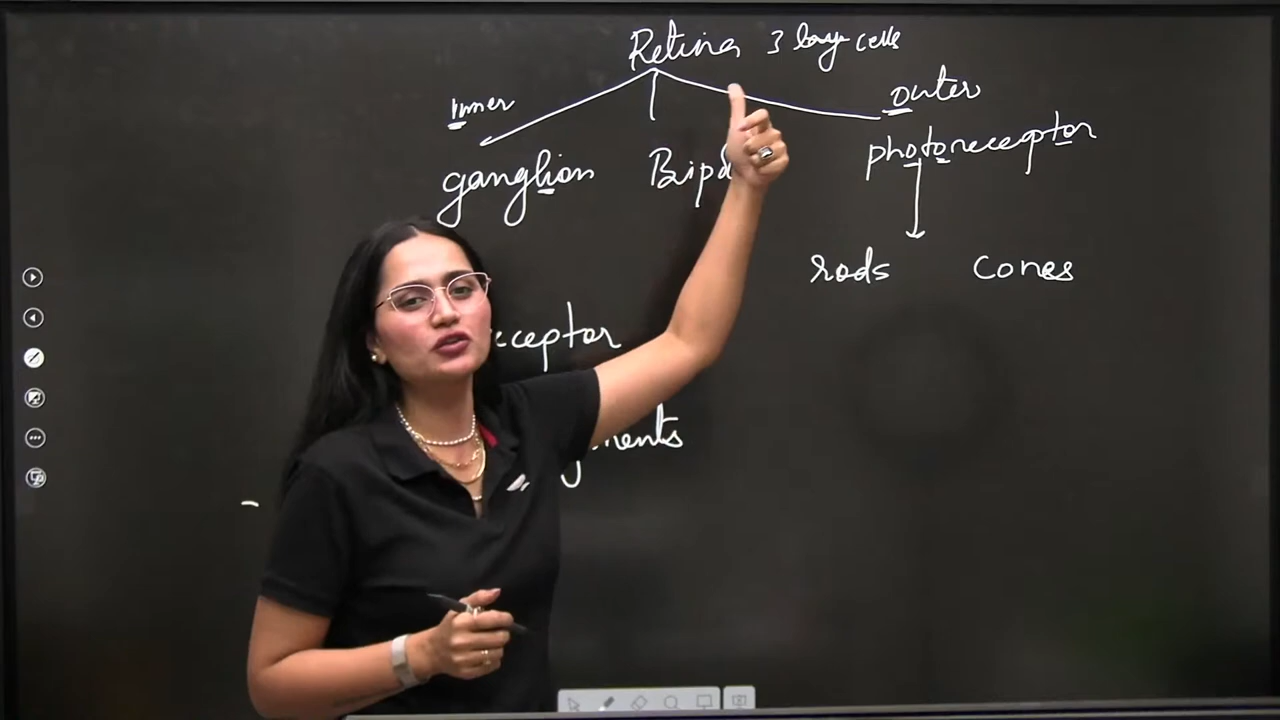 Retina 3 layer cells
Inner
Outer
ganglion
photoreceptor
rods cones